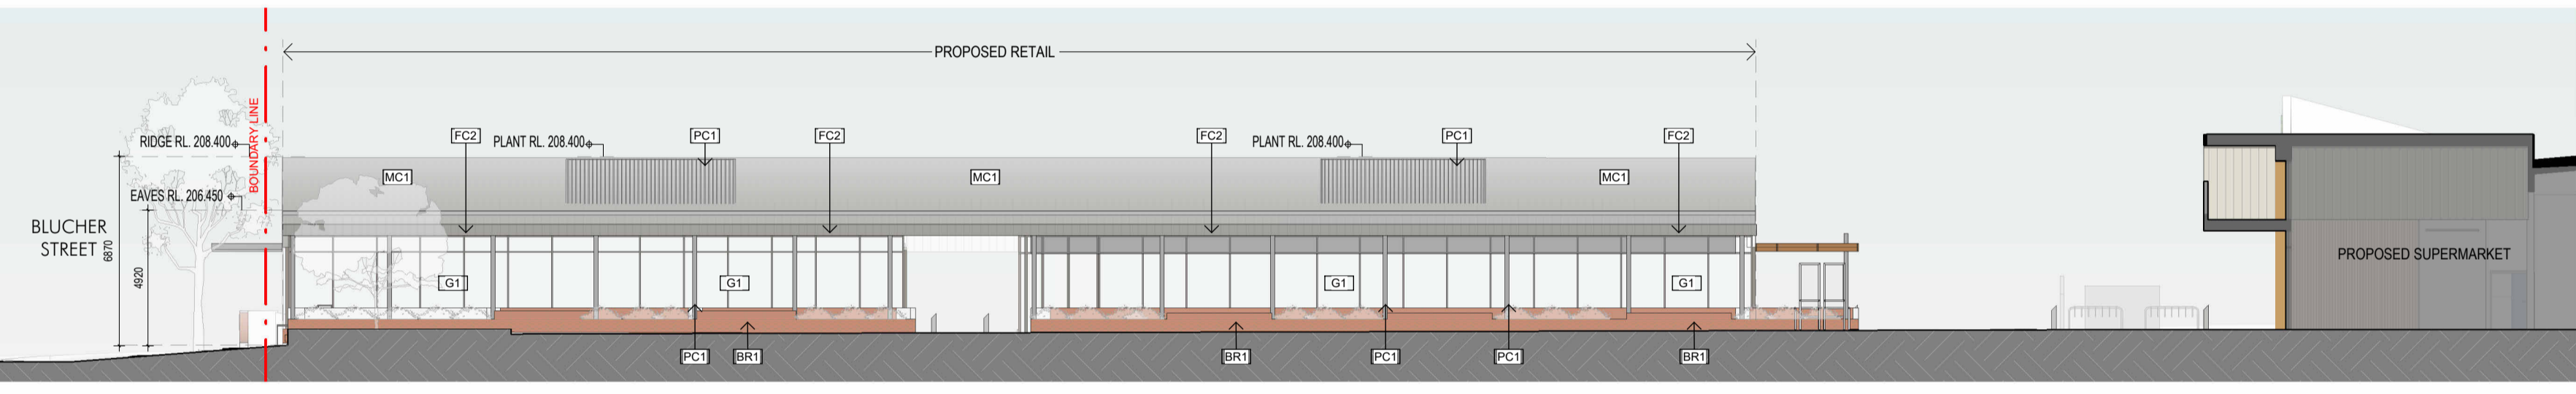 PROPOSED RETAIL
BOUNDARY LINE
RIDGE RL. 208.400
FC2
PLANT RL. 208.400
PC1
FC2
FC2
PLANT RL. 208.400
PC1
FC2
MC1
MC1
MC1
EAVES RL. 206.450
BLUCHER
STREET
6870
4920
G1
G1
G1
G1
PROPOSED SUPERMARKET
PC1
BR1
BR1
PC1
PC1
BR1